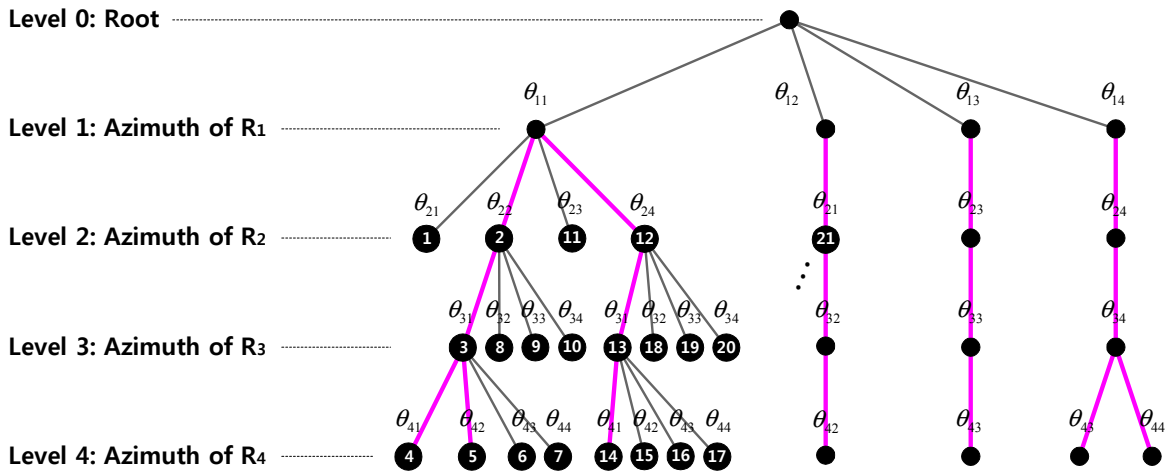 Level 0: Root
θ11 θ12 θ13 θ14
Level 1: Azimuth of R1
θ21 θ22 θ23 θ24 θ21 θ23 θ24
Level 2: Azimuth of R2
1 2 11 12 21
θ31 θ32 θ33 θ34 θ31 θ32 θ33 θ34 θ32 θ33 θ34
Level 3: Azimuth of R3
3 8 9 10 13 18 19 20
θ41 θ42 θ43 θ44 θ41 θ42 θ43 θ44 θ42 θ43 θ43 θ44
Level 4: Azimuth of R4
4 5 6 7 14 15 16 17